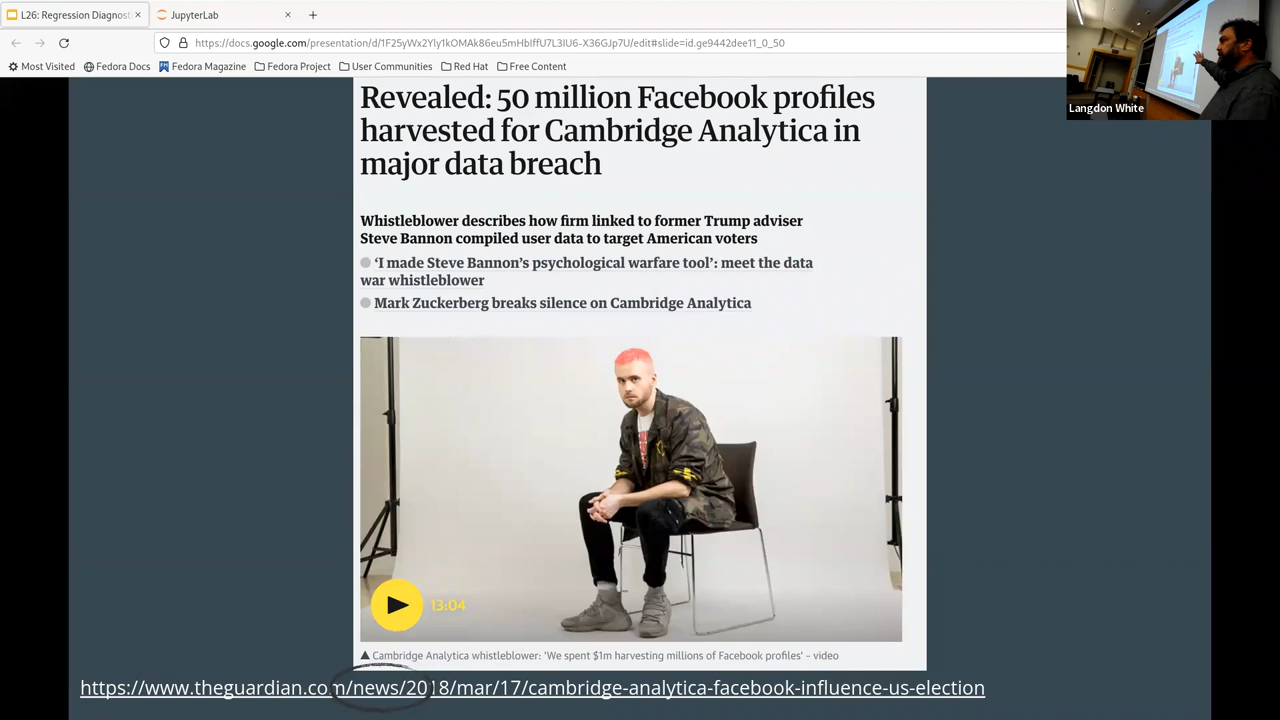 L26: Regression Diagnost
JupyterLab
https://docs.google.com/presentation/d/1F25yWx2Yly1kOMAk86eu5mHbIffU7L3IU6-X36GJp7U/edit#slide=id.ge9442dee11_0_50
Most Visited
Fedora Docs
Fedora Magazine
Fedora Project
User Communities
Red Hat
Free Content
Langdon White
Revealed: 50 million Facebook profiles
harvested for Cambridge Analytica in
major data breach
Whistleblower describes how firm linked to former Trump adviser
Steve Bannon compiled user data to target American voters
‘I made Steve Bannon’s psychological warfare tool’: meet the data
war whistleblower
Mark Zuckerberg breaks silence on Cambridge Analytica
13:04
Cambridge Analytica whistleblower: ‘We spent $1m harvesting millions of Facebook profiles’ – video
https://www.theguardian.com/news/2018/mar/17/cambridge-analytica-facebook-influence-us-election